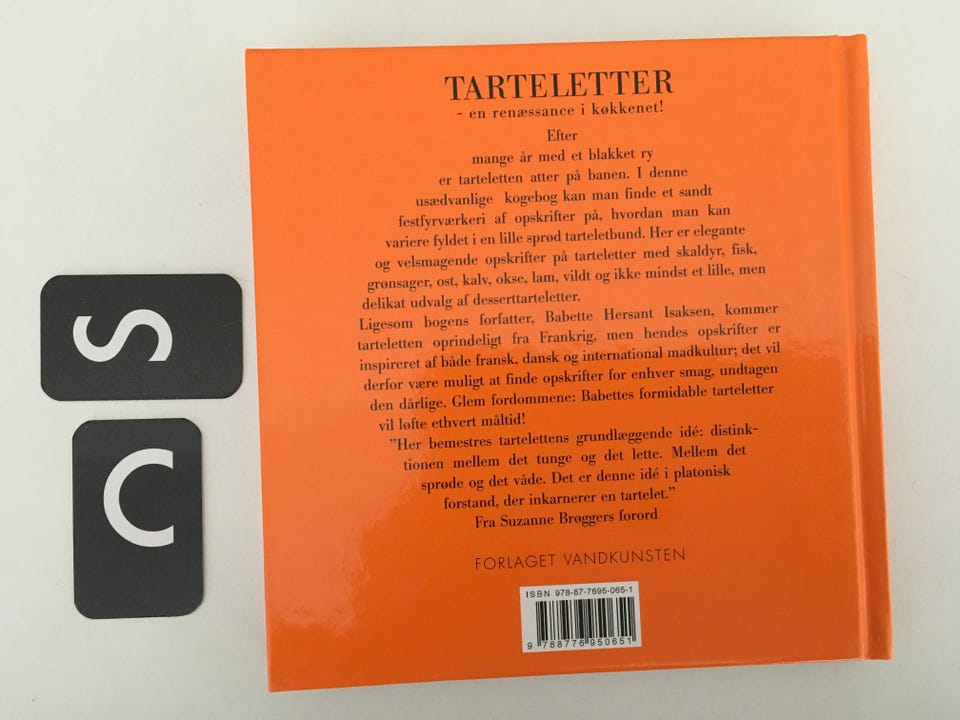 TARTELETTER
- en renæssance i køkkenet!
Efter
mange år med et blakket ry
er tarteletten atter på banen. I denne
usædvanlige kogebog kan man finde et sandt
festfyrværkeri af opskrifter på, hvordan man kan
variere fyldet i en lille sprød tarteletbund. Her er elegante
og velsmagende opskrifter på tarteletter med skaldyr, fisk,
grønsager, ost, kalv, okse, lam, vildt og ikke mindst et lille, men
delikat udvalg af desserttarteletter.
Ligesom bogens forfatter, Babette Hersant Isaksen, kommer
tarteletten oprindeligt fra Frankrig, men hendes opskrifter er
inspireret af både fransk, dansk og international madkultur; det vil
derfor være muligt at finde opskrifter for enhver smag, undtagen
den dårlige. Glem fordommene: Babettes formidable tarteletter
vil løfte ethvert måltid!
”Her bemestres tartelettens grundlæggende idé: distink-
tionen mellem det tunge og det lette. Mellem det
sprøde og det våde. Det er denne idé i platonisk
forstand, der inkarnerer en tartelet.”
Fra Suzanne Brøggers forord
FORLAGET VANDKUNSTEN
ISBN 978-87-7695-065-1
9 788776 950651
S
C